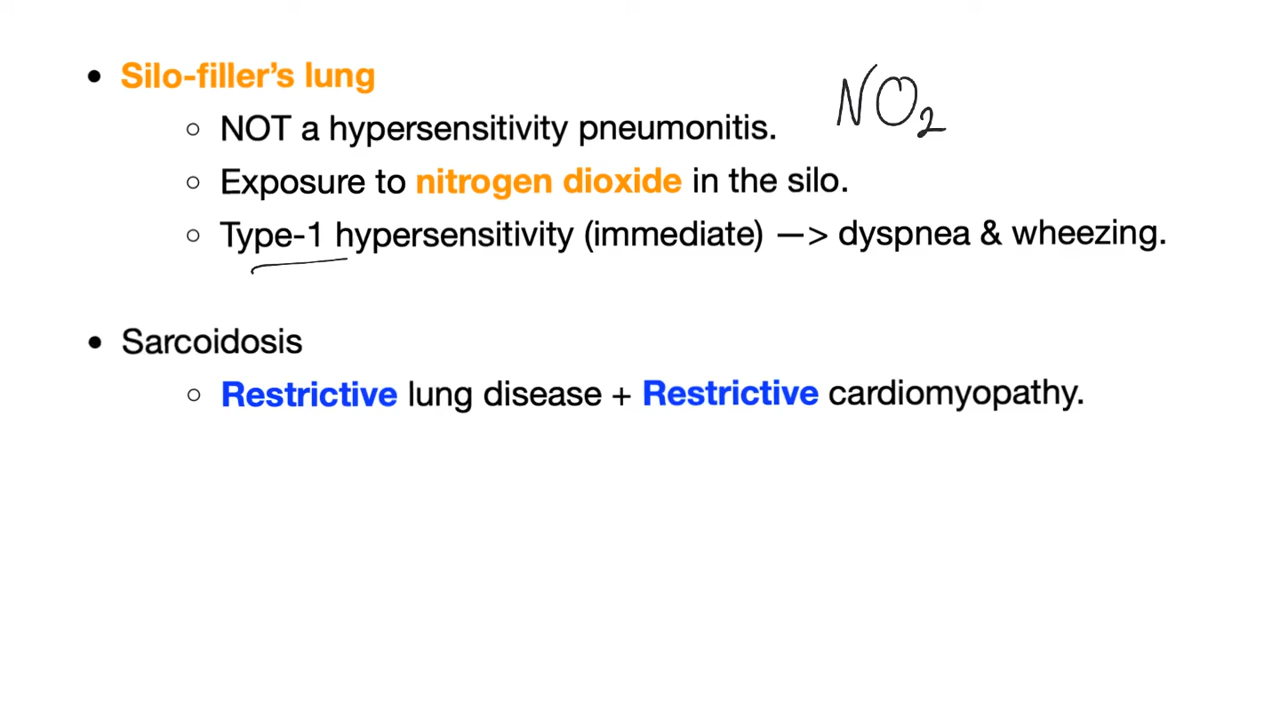 • Silo-filler’s lung
NO2
○ NOT a hypersensitivity pneumonitis.
○ Exposure to nitrogen dioxide in the silo.
○ Type-1 hypersensitivity (immediate) —> dyspnea & wheezing.
• Sarcoidosis
○ Restrictive lung disease + Restrictive cardiomyopathy.